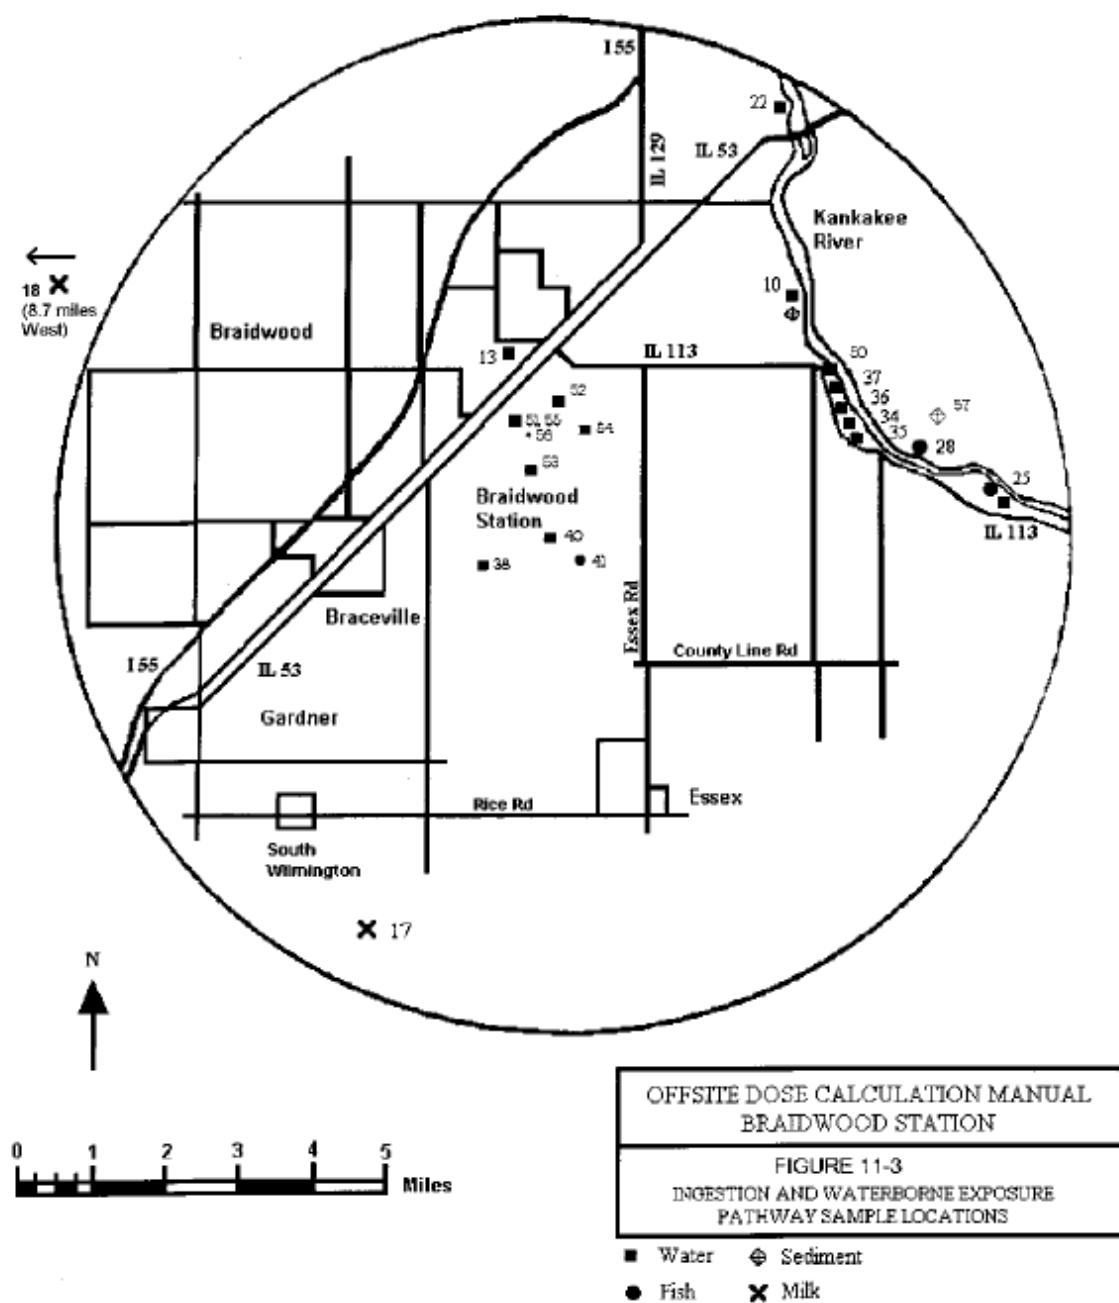 I 55
22
IL 129
IL 53
Kankakee
River
18
(8.7 miles
West)
10
Braidwood
13
IL 113
50
37
36
34
35
57
28
25
IL 113
52
51, 55
56
54
53
Braidwood
Station
40
38
41
Braceville
Essex Rd
County Line Rd
I 55
IL 53
Gardner
Rice Rd
Essex
South
Wilmington
17
N
0 1 2 3 4 5
Miles
OFFSITE DOSE CALCULATION MANUAL
BRAIDWOOD STATION
FIGURE 11-3
INGESTION AND WATERBORNE EXPOSURE
PATHWAY SAMPLE LOCATIONS
Water Sediment
Fish Milk